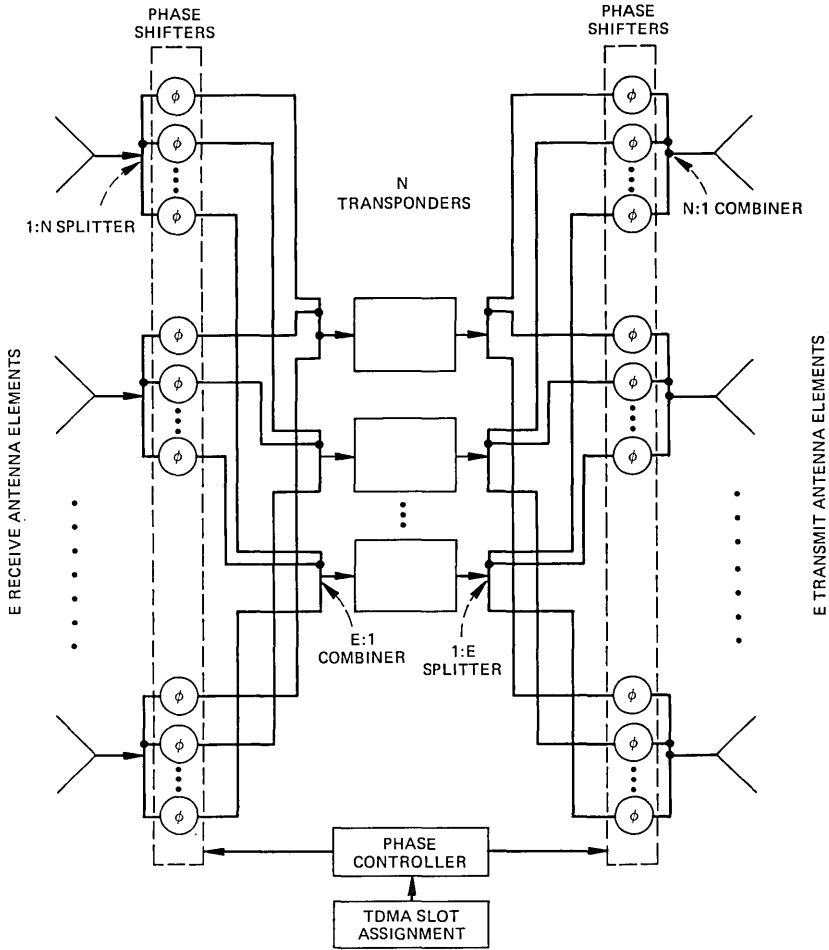 PHASE
SHIFTERS
PHASE
SHIFTERS
φ
φ
φ
φ
φ
φ
1:N SPLITTER
N
TRANSPONDERS
N:1 COMBINER
E RECEIVE ANTENNA ELEMENTS
φ
φ
φ
φ
φ
φ
E TRANSMIT ANTENNA ELEMENTS
E:1
COMBINER
1:E
SPLITTER
φ
φ
φ
φ
φ
φ
PHASE
CONTROLLER
TDMA SLOT
ASSIGNMENT